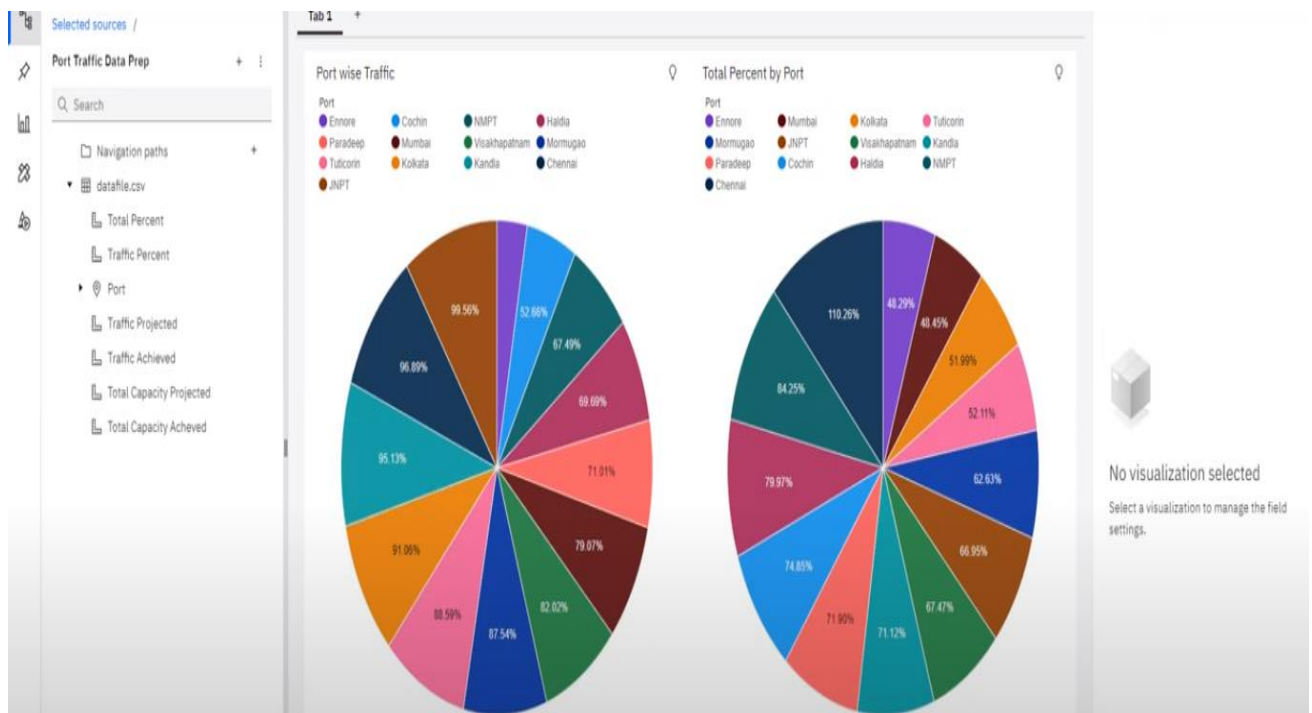 Selected sources /
Port Traffic Data Prep + ⋮
Search
Navigation paths +
datafile.csv
Total Percent
Traffic Percent
Port
Traffic Projected
Traffic Achieved
Total Capacity Projected
Total Capacity Acheved
Tab 1 +
Port wise Traffic
Port
Ennore Cochin NMPT Haldia
Paradeep Mumbai Visakhapatnam Mormugao
Tuticorin Kolkata Kandla Chennai
JNPT
99.56% 52.66%
67.49%
96.89%
69.69%
95.13% 71.01%
91.06% 79.07%
88.59% 82.02%
87.54%
Total Percent by Port
Port
Ennore Mumbai Kolkata Tuticorin
Mormugao JNPT Visakhapatnam Kandla
Paradeep Cochin Haldia NMPT
Chennai
110.26% 48.29%
48.45%
51.99%
84.25%
52.11%
79.97% 62.63%
66.95%
74.85%
67.47%
71.90% 71.12%
No visualization selected
Select a visualization to manage the field
settings.